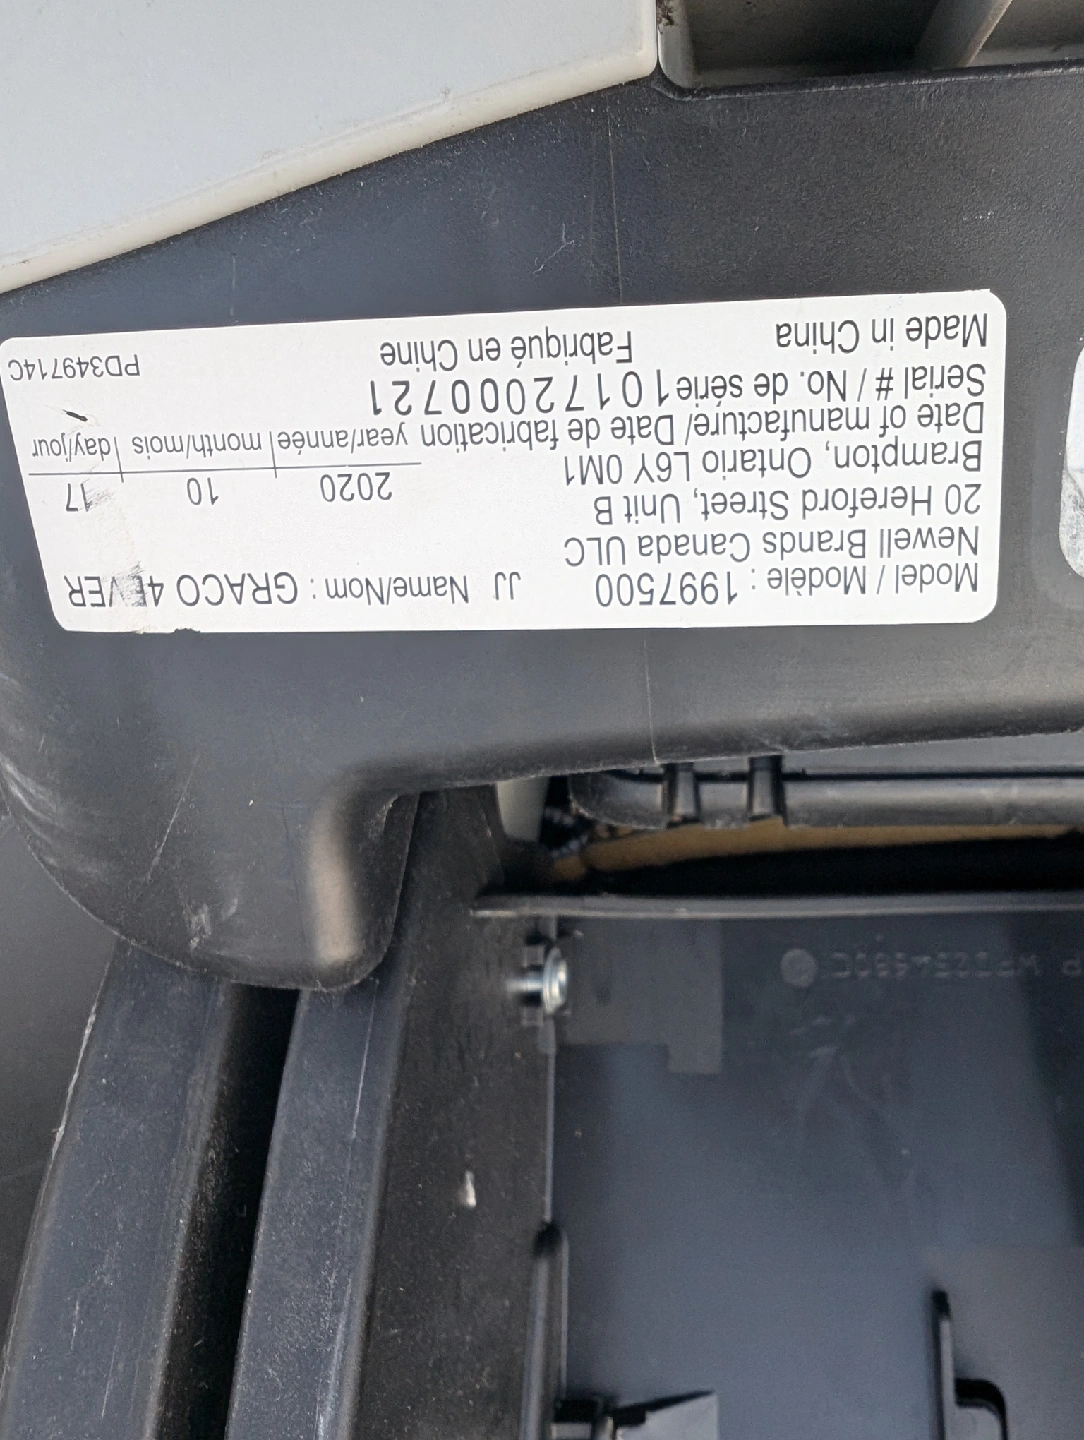 Model / Modèle : 1997500 JJ Name/Nom : GRACO 4EVER
Newell Brands Canada ULC
20 Hereford Street, Unit B
Brampton, Ontario L6Y 0M1
2020 10 17
Date of manufacture/ Date de fabrication year/année month/mois day/jour
Serial # / No. de série 10172000721
Made in China Fabriqué en Chine PD349714C